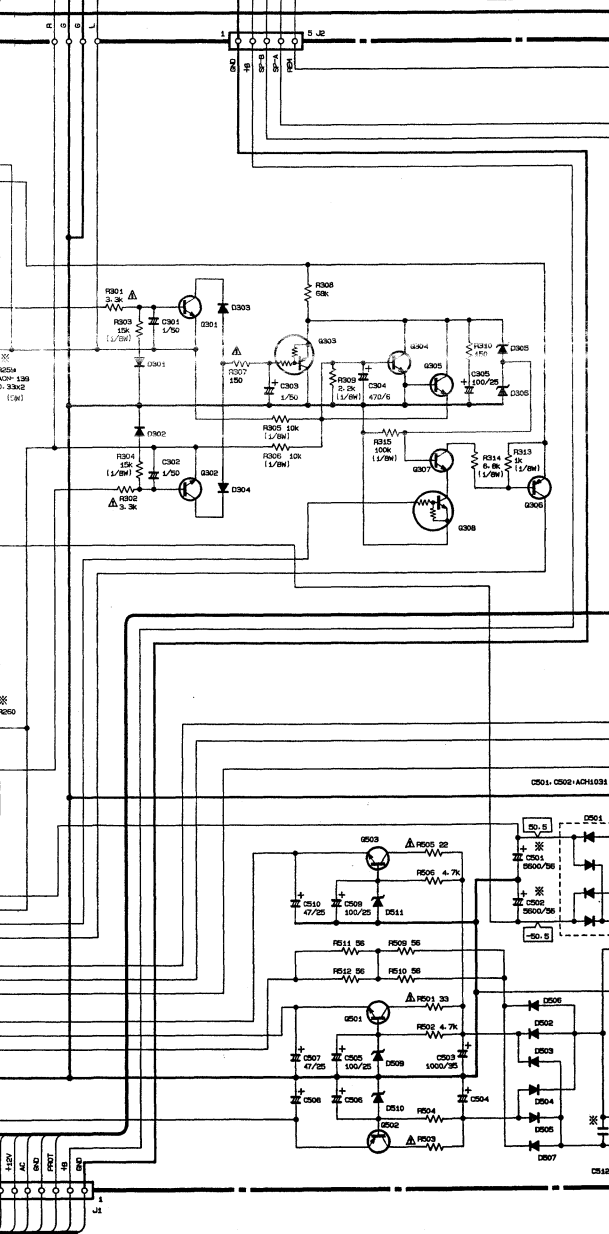 R
G
G
L
1
5 J2
GND
+B
SP-B
SP-A
REM
R301
3.3k
R303
15k
(1/8W)
C301
1/50
Q301
D303
D301
R308
68k
Q303
R307
150
C303
1/50
R309
2.2k
(1/8W)
C304
470/6
Q304
Q305
R310
150
C305
100/25
D305
D306
※
(5W)
D302
R304
15k
(1/8W)
C302
1/50
Q302
R302
3.3k
D304
R305 10k
(1/8W)
R306 10k
(1/8W)
R315
100k
(1/8W)
Q307
R314
6.8k
(1/8W)
R313
1k
(1/8W)
Q306
Q308
※
R260
C501, C502:ACH1031
D501
50.5
※
C501
5600/56
※
C502
5600/56
-50.5
Q503
R505 22
R506 4.7k
C510
47/25
C509
100/25
D511
R511 56
R509 56
R512 56
R510 56
R501 33
Q501
R502 4.7k
C507
47/25
C505
100/25
D509
C503
1000/35
C508
C506
D510
R504
C504
Q502
R503
D506
D502
D503
D504
D505
D507
※
C512
+12V
AC
GND
PROT
+B
GND
1
J1